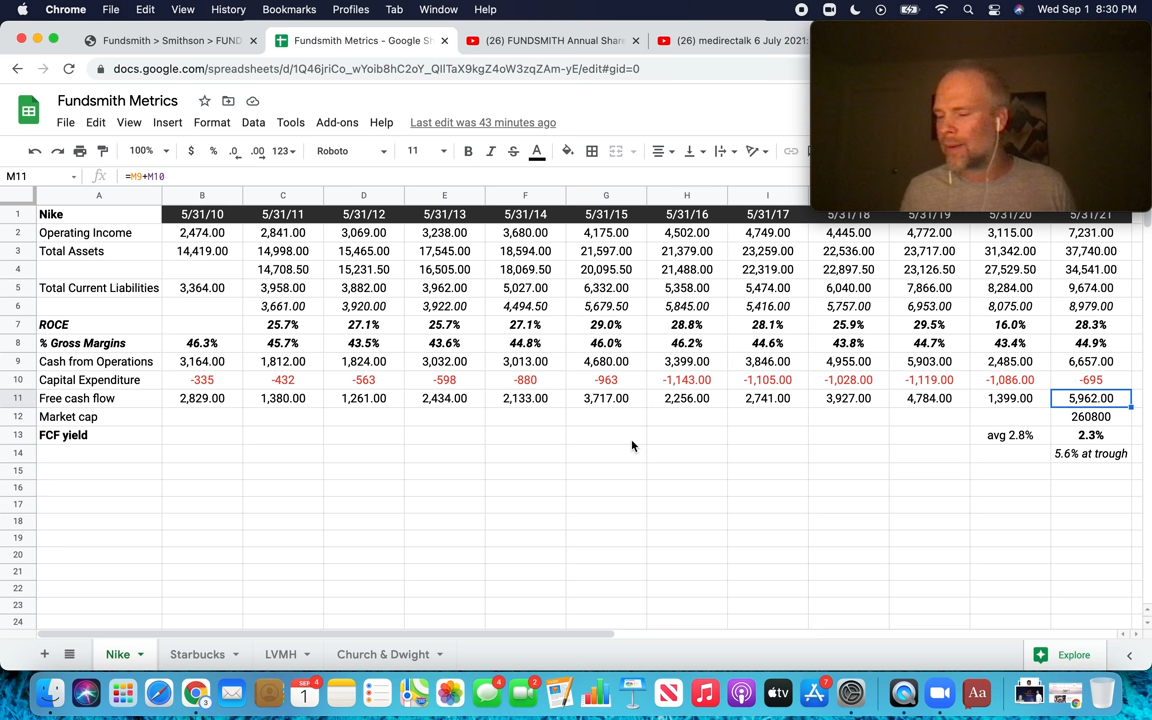 Chrome File Edit View History Bookmarks Profiles Tab Window Help Wed Sep 1 8:30 PM
Fundsmith > Smithson > FUND Fundsmith Metrics - Google Sh (26) FUNDSMITH Annual Share (26) medirectalk 6 July 2021:
docs.google.com/spreadsheets/d/1Q46jriCo_wYoib8hC2oY_QIlTaX9kgZ4oW3zqZAm-yE/edit#gid=0
Fundsmith Metrics
File Edit View Insert Format Data Tools Add-ons Help Last edit was 43 minutes ago
100% $ % .0 .00 123 Roboto 11 B I S A
M11 fx =M9+M10
A B C D E F G H I
1 Nike 5/31/10 5/31/11 5/31/12 5/31/13 5/31/14 5/31/15 5/31/16 5/31/17 5/31/18 5/31/19 5/31/20 5/31/21
2 Operating Income 2,474.00 2,841.00 3,069.00 3,238.00 3,680.00 4,175.00 4,502.00 4,749.00 4,445.00 4,772.00 3,115.00 7,231.00
3 Total Assets 14,419.00 14,998.00 15,465.00 17,545.00 18,594.00 21,597.00 21,379.00 23,259.00 22,536.00 23,717.00 31,342.00 37,740.00
4 14,708.50 15,231.50 16,505.00 18,069.50 20,095.50 21,488.00 22,319.00 22,897.50 23,126.50 27,529.50 34,541.00
5 Total Current Liabilities 3,364.00 3,958.00 3,882.00 3,962.00 5,027.00 6,332.00 5,358.00 5,474.00 6,040.00 7,866.00 8,284.00 9,674.00
6 3,661.00 3,920.00 3,922.00 4,494.50 5,679.50 5,845.00 5,416.00 5,757.00 6,953.00 8,075.00 8,979.00
7 ROCE 25.7% 27.1% 25.7% 27.1% 29.0% 28.8% 28.1% 25.9% 29.5% 16.0% 28.3%
8 % Gross Margins 46.3% 45.7% 43.5% 43.6% 44.8% 46.0% 46.2% 44.6% 43.8% 44.7% 43.4% 44.9%
9 Cash from Operations 3,164.00 1,812.00 1,824.00 3,032.00 3,013.00 4,680.00 3,399.00 3,846.00 4,955.00 5,903.00 2,485.00 6,657.00
10 Capital Expenditure -335 -432 -563 -598 -880 -963 -1,143.00 -1,105.00 -1,028.00 -1,119.00 -1,086.00 -695
11 Free cash flow 2,829.00 1,380.00 1,261.00 2,434.00 2,133.00 3,717.00 2,256.00 2,741.00 3,927.00 4,784.00 1,399.00 5,962.00
12 Market cap 260800
13 FCF yield avg 2.8% 2.3%
14 5.6% at trough
15
16
17
18
19
20
21
22
23
24
Nike Starbucks LVMH Church & Dwight Explore
SEP 1 4 3 4 2 tv 7 Aa